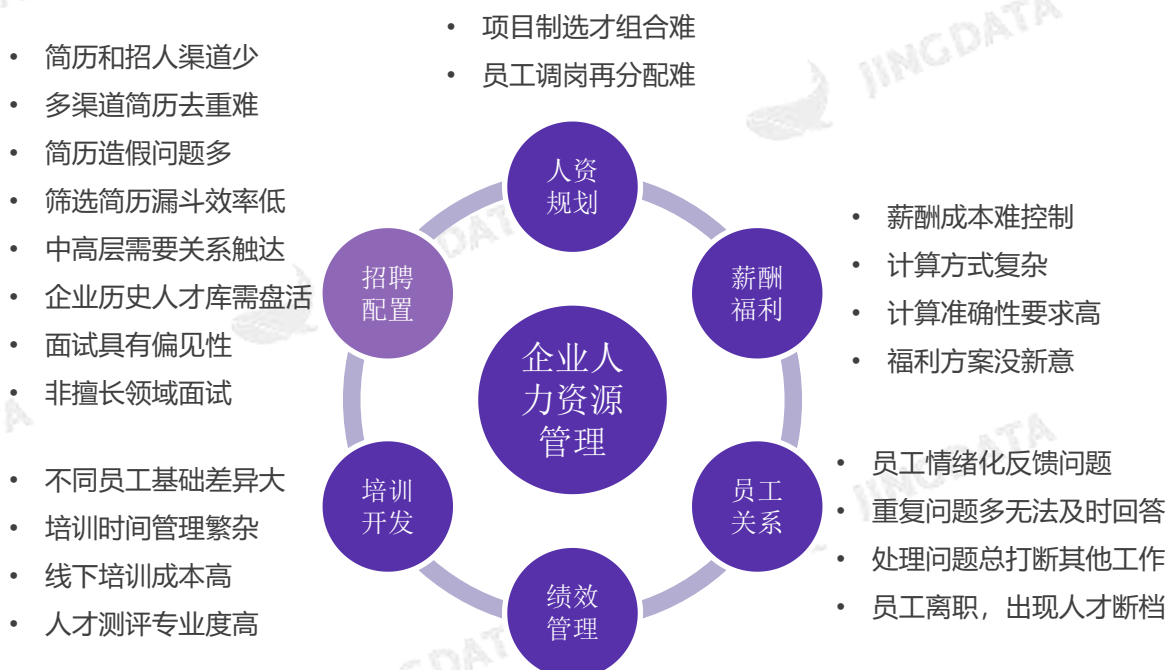 • 项目制选才组合难
• 员工调岗再分配难
• 简历和招人渠道少
• 多渠道简历去重难
• 简历造假问题多
• 筛选简历漏斗效率低
• 中高层需要关系触达
• 企业历史人才库需盘活
• 面试具有偏见性
• 非擅长领域面试
人资
规划
招聘
配置
薪酬
福利
• 薪酬成本难控制
• 计算方式复杂
• 计算准确性要求高
• 福利方案没新意
企业人
力资源
管理
• 不同员工基础差异大
• 培训时间管理繁杂
• 线下培训成本高
• 人才测评专业度高
培训
开发
员工
关系
• 员工情绪化反馈问题
• 重复问题多无法及时回答
• 处理问题总打断其他工作
• 员工离职，出现人才断档
绩效
管理
JINGDATA
JINGDATA